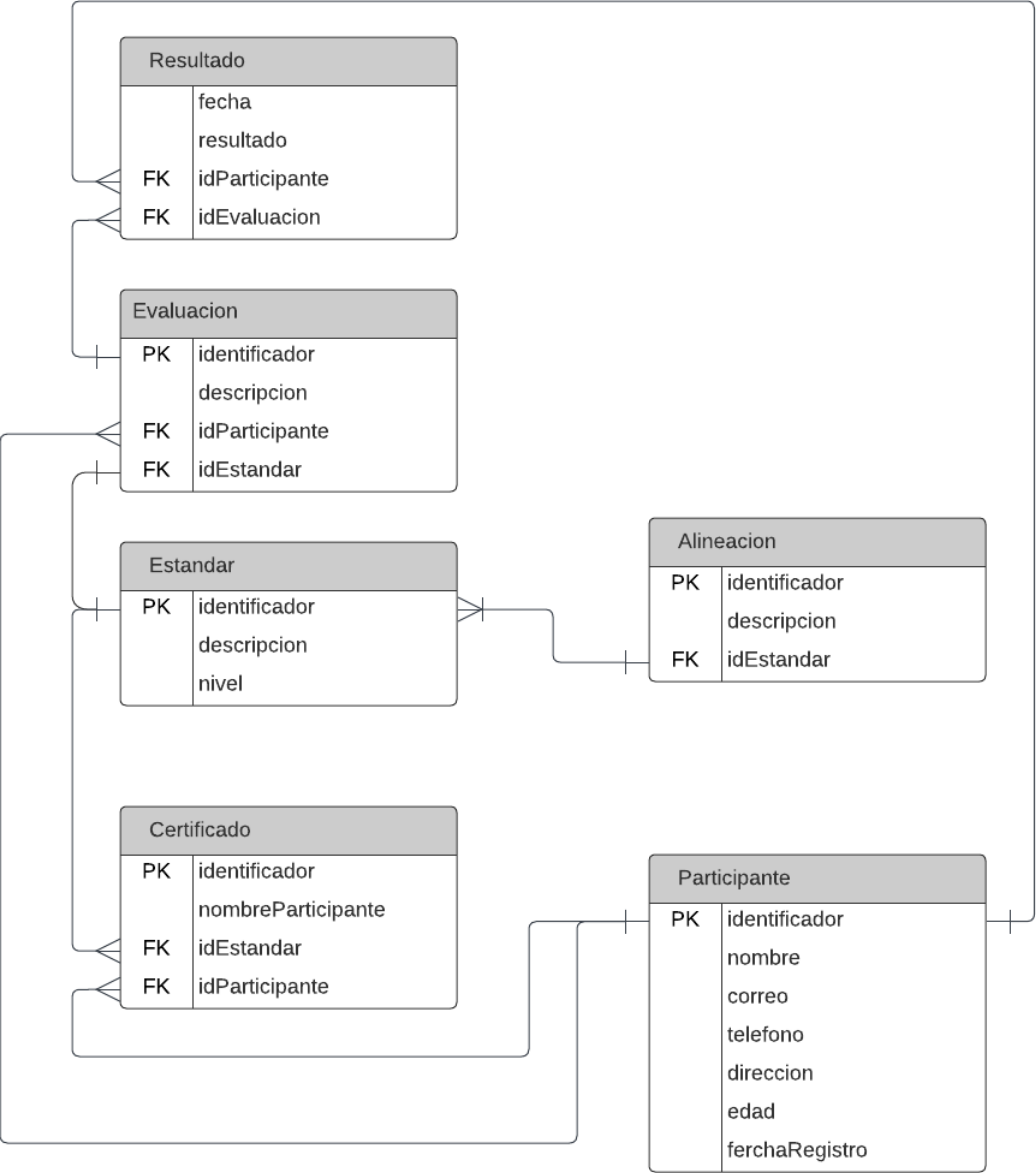 Resultado
fecha
resultado
FK idParticipante
FK idEvaluacion
Evaluacion
PK identificador
descripcion
FK idParticipante
FK idEstandar
Estandar
PK identificador
descripcion
nivel
Alineacion
PK identificador
descripcion
FK idEstandar
Certificado
PK identificador
nombreParticipante
FK idEstandar
FK idParticipante
Participante
PK identificador
nombre
correo
telefono
direccion
edad
ferchaRegistro